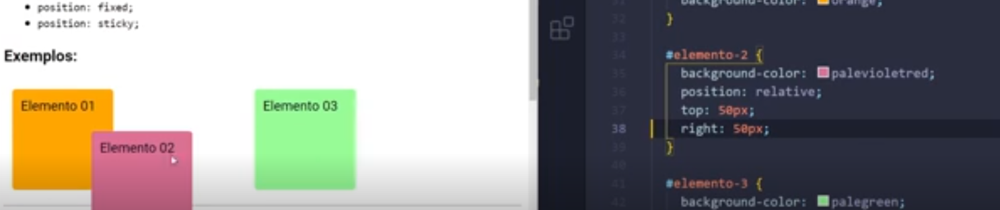 position: fixed;
position: sticky;
Exemplos:
Elemento 01
Elemento 03
Elemento 02
31 background-color: orange;
32 }
33
34 #elemento-2 {
35 background-color: palevioletred;
36 position: relative;
37 top: 50px;
38 right: 50px;
39 }
40
41 #elemento-3 {
42 background-color: palegreen;